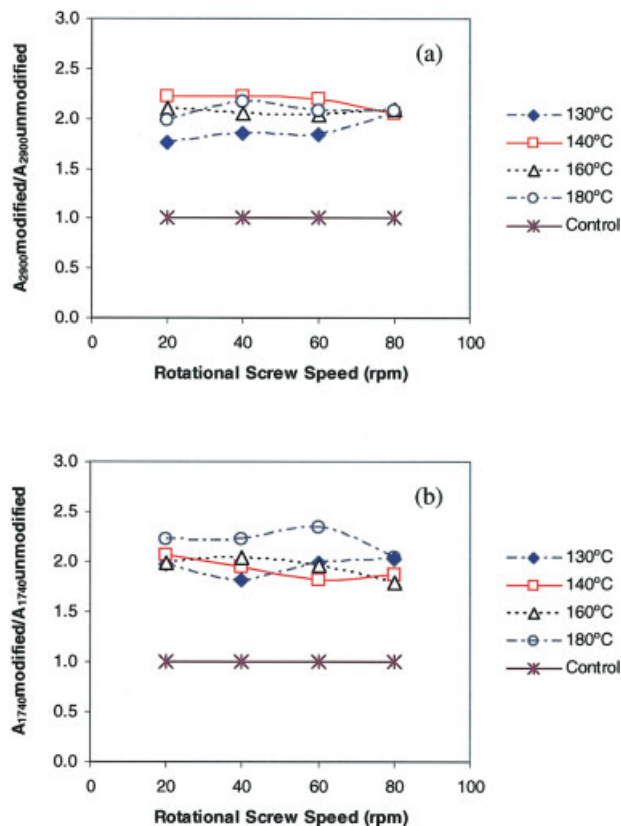 (a)
A2900modified/A2900unmodified
3.0
2.5
2.0
1.5
1.0
0.5
0.0
0 20 40 60 80 100
Rotational Screw Speed (rpm)
130ºC
140ºC
160ºC
180ºC
Control
(b)
A1740modified/A1740unmodified
3.0
2.5
2.0
1.5
1.0
0.5
0.0
0 20 40 60 80 100
Rotational Screw Speed (rpm)
130ºC
140ºC
160ºC
180ºC
Control